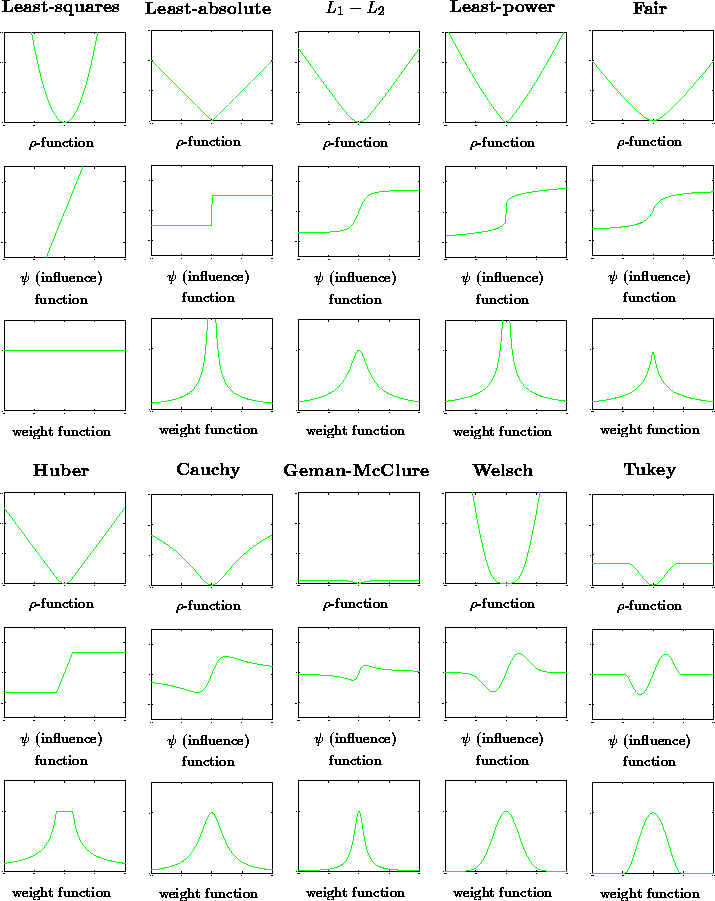 Least-squares Least-absolute L₁ − L₂ Least-power Fair
ρ-function ρ-function ρ-function ρ-function ρ-function
ψ (influence) ψ (influence) ψ (influence) ψ (influence) ψ (influence)
function function function function function
weight function weight function weight function weight function weight function
Huber Cauchy Geman-McClure Welsch Tukey
ρ-function ρ-function ρ-function ρ-function ρ-function
ψ (influence) ψ (influence) ψ (influence) ψ (influence) ψ (influence)
function function function function function
weight function weight function weight function weight function weight function